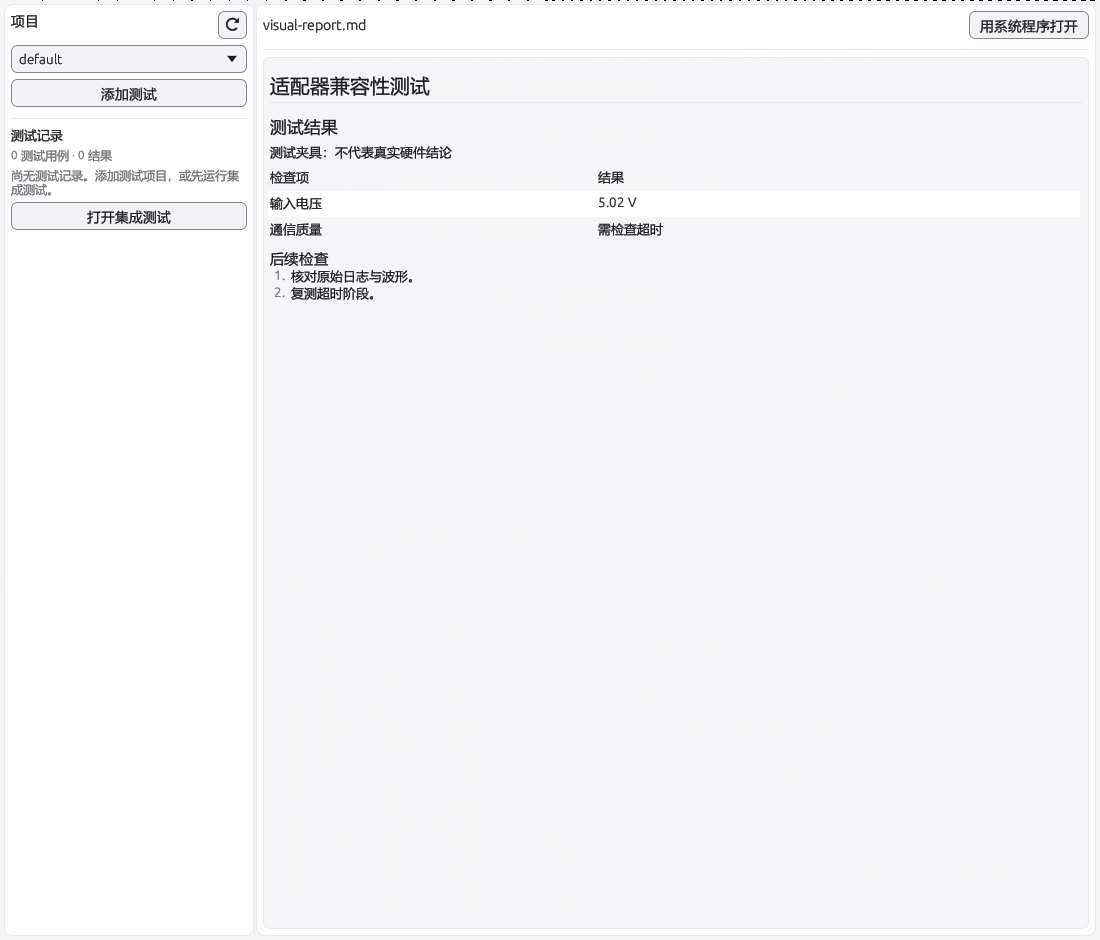 项目
default
添加测试
测试记录
0 测试用例 · 0 结果
尚无测试记录。添加测试项目，或先运行集
成测试。
打开集成测试
visual-report.md
用系统程序打开
适配器兼容性测试
测试结果
测试夹具：不代表真实硬件结论
检查项 结果
输入电压 5.02 V
通信质量 需检查超时
后续检查
1. 核对原始日志与波形。
2. 复测超时阶段。